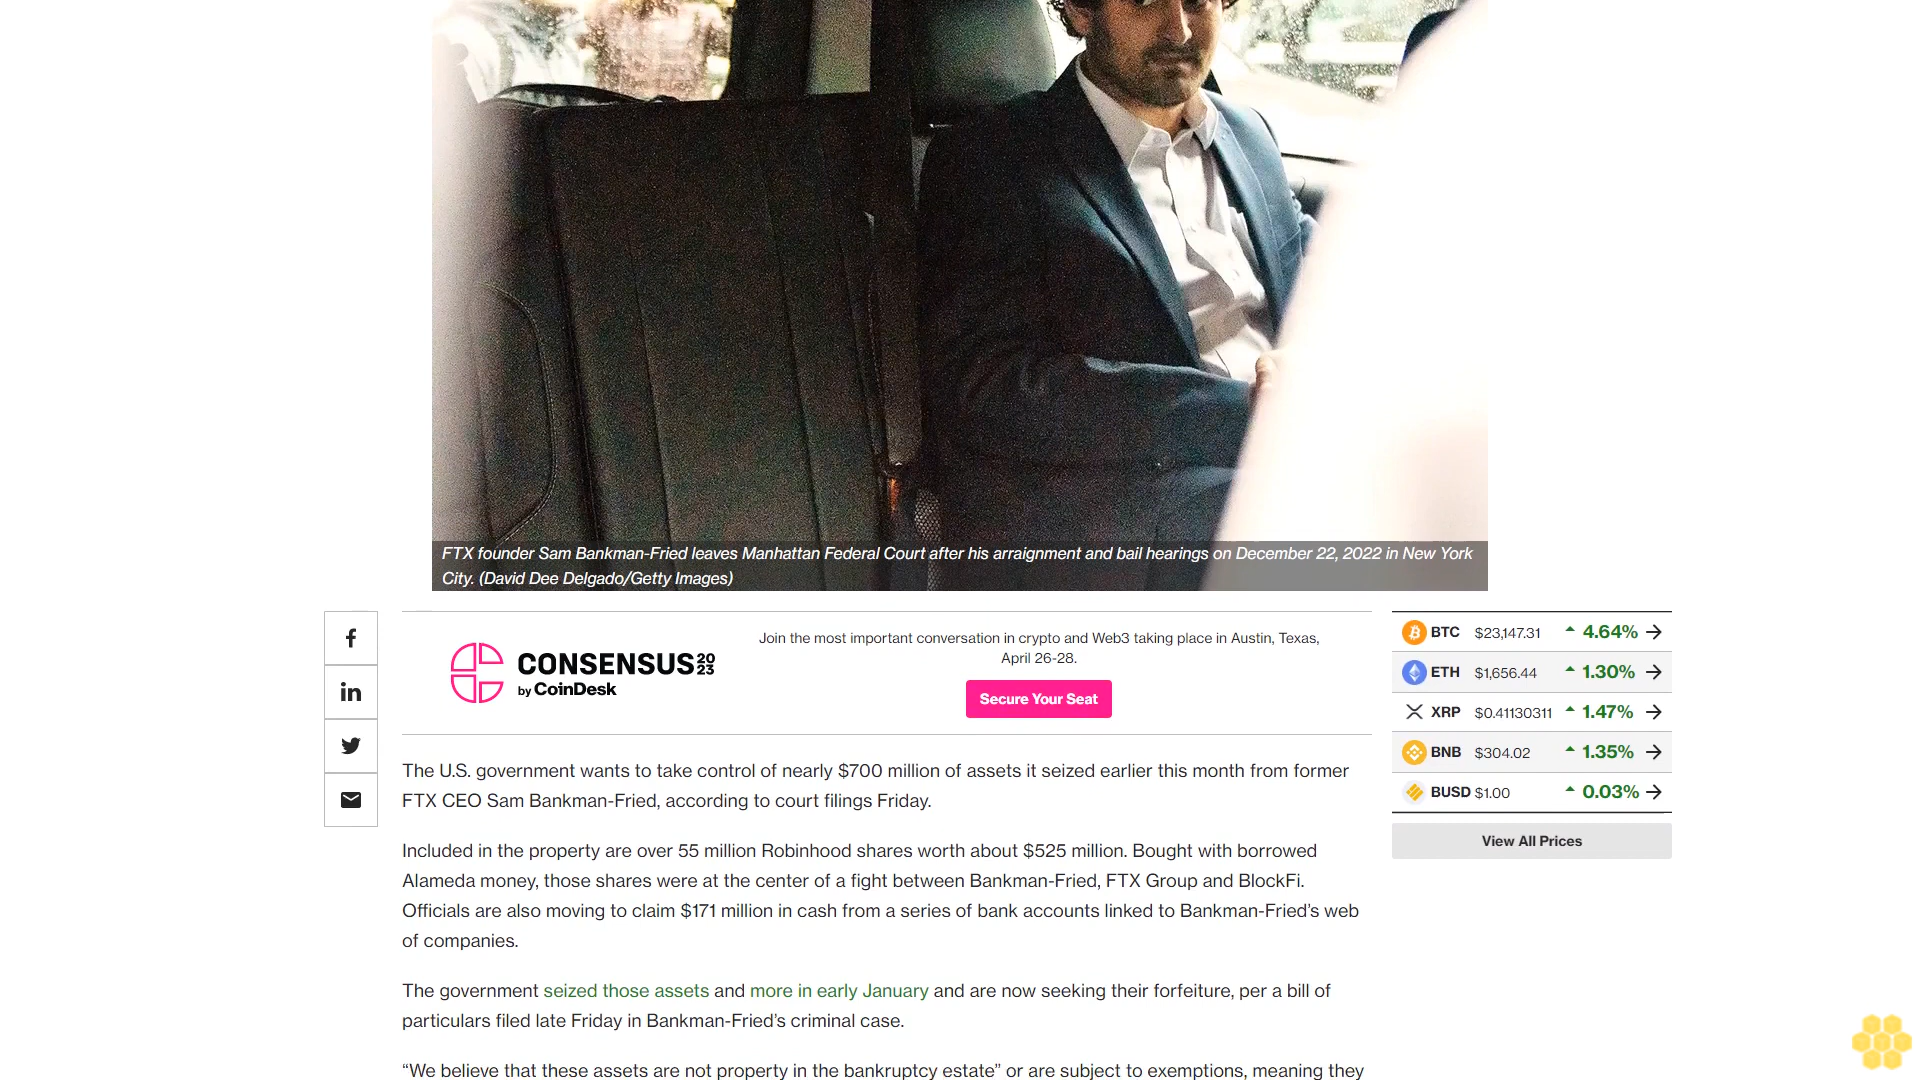 FTX founder Sam Bankman-Fried leaves Manhattan Federal Court after his arraignment and bail hearings on December 22, 2022 in New York
City. (David Dee Delgado/Getty Images)
CONSENSUS 20 23
by CoinDesk
Join the most important conversation in crypto and Web3 taking place in Austin, Texas,
April 26-28.
Secure Your Seat
BTC $23,147.31 4.64%
ETH $1,656.44 1.30%
XRP $0.41130311 1.47%
BNB $304.02 1.35%
BUSD $1.00 0.03%
View All Prices
The U.S. government wants to take control of nearly $700 million of assets it seized earlier this month from former
FTX CEO Sam Bankman-Fried, according to court filings Friday.
Included in the property are over 55 million Robinhood shares worth about $525 million. Bought with borrowed
Alameda money, those shares were at the center of a fight between Bankman-Fried, FTX Group and BlockFi.
Officials are also moving to claim $171 million in cash from a series of bank accounts linked to Bankman-Fried’s web
of companies.
The government seized those assets and more in early January and are now seeking their forfeiture, per a bill of
particulars filed late Friday in Bankman-Fried’s criminal case.
“We believe that these assets are not property in the bankruptcy estate” or are subject to exemptions, meaning they